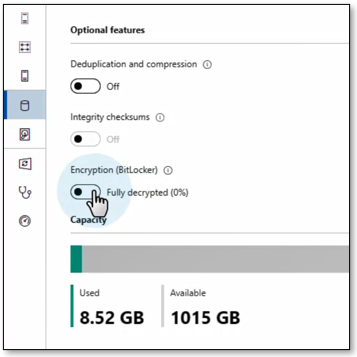 Optional features
Deduplication and compression
Off
Integrity checksums
Off
Encryption (BitLocker)
Fully decrypted (0%)
Capacity
Used Available
8.52 GB 1015 GB